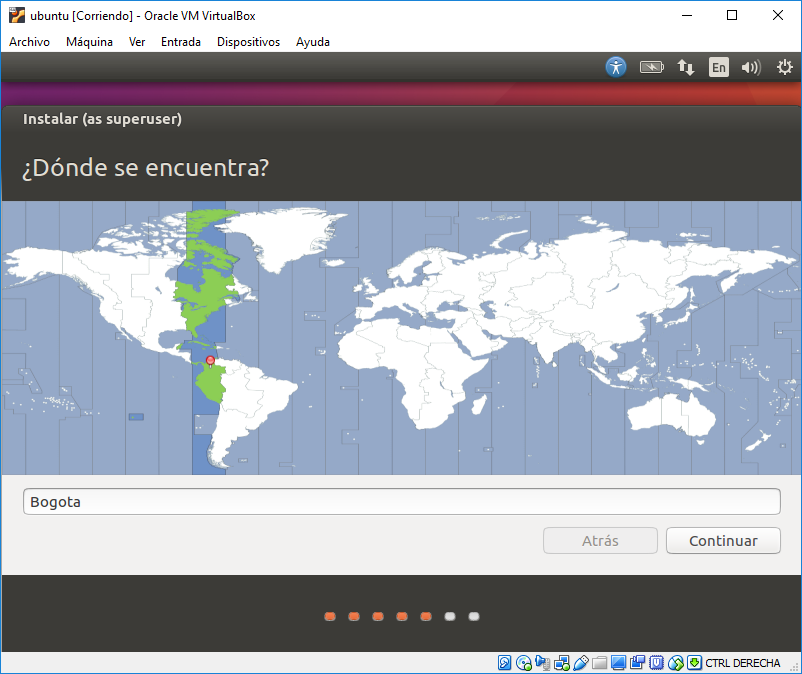 ubuntu [Corriendo] - Oracle VM VirtualBox
Archivo Máquina Ver Entrada Dispositivos Ayuda
En
Instalar (as superuser)
¿Dónde se encuentra?
Bogota
Atrás Continuar
CTRL DERECHA